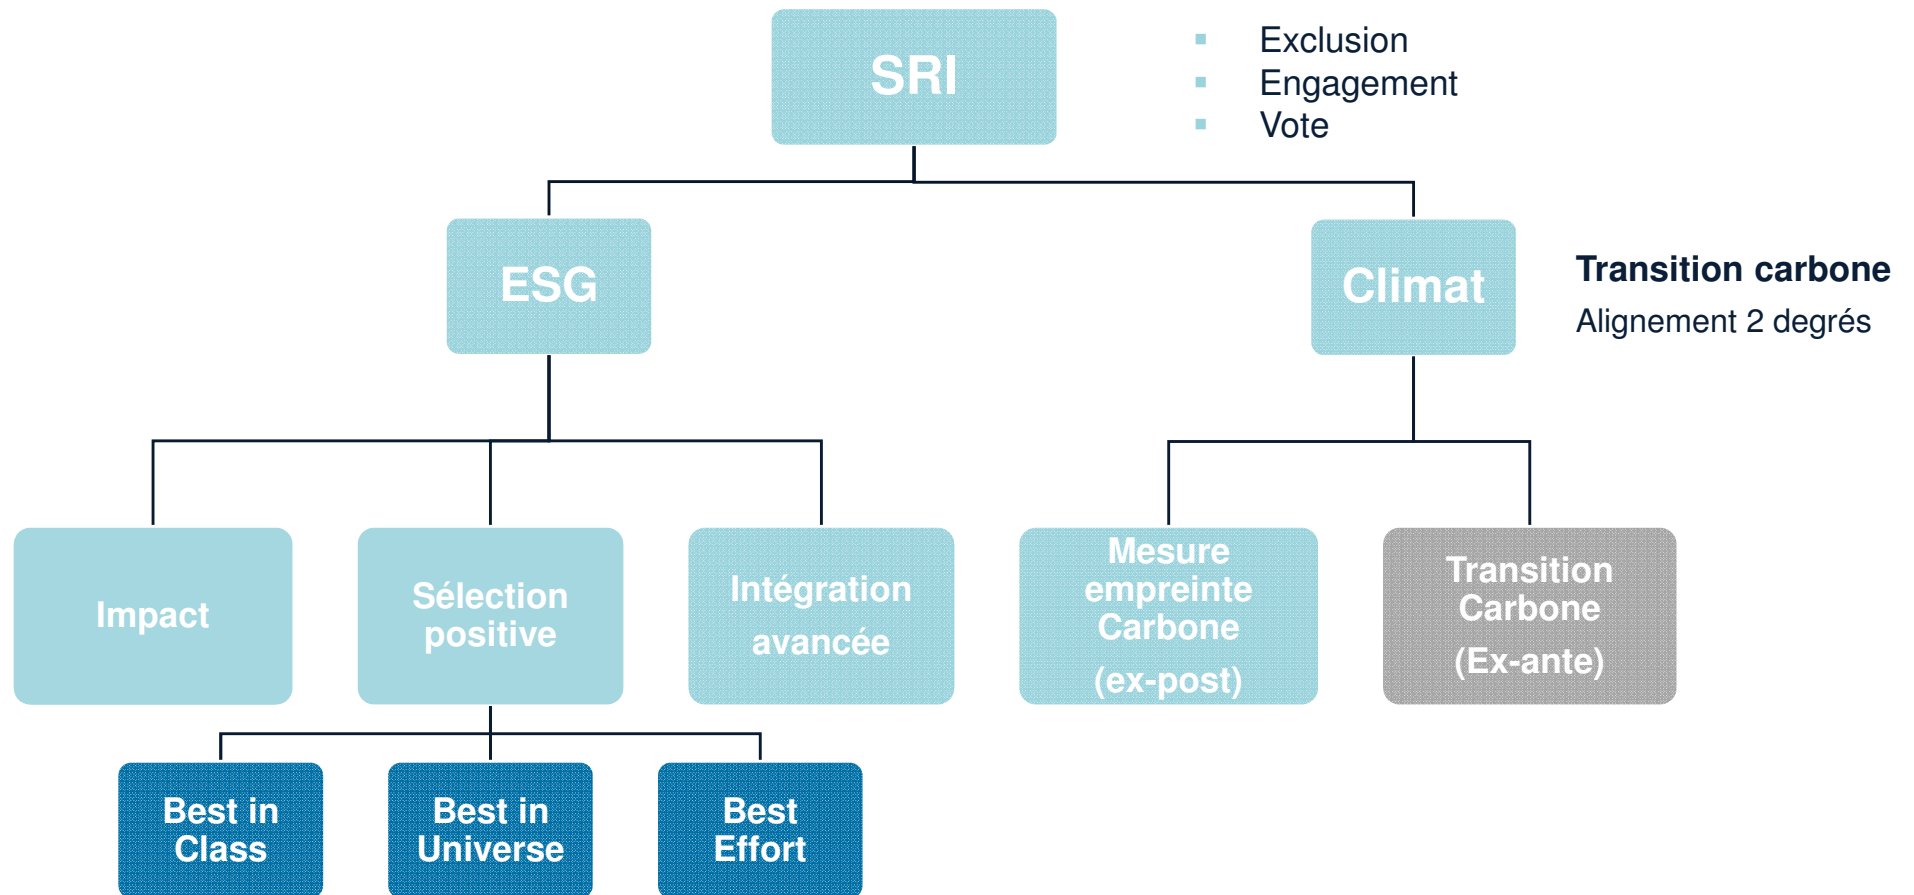 SRI
Exclusion
Engagement
Vote
ESG
Climat
Transition carbone
Alignement 2 degrés
Impact
Sélection
positive
Intégration
avancée
Mesure
empreinte
Carbone
(ex-post)
Transition
Carbone
(Ex-ante)
Best in
Class
Best in
Universe
Best
Effort